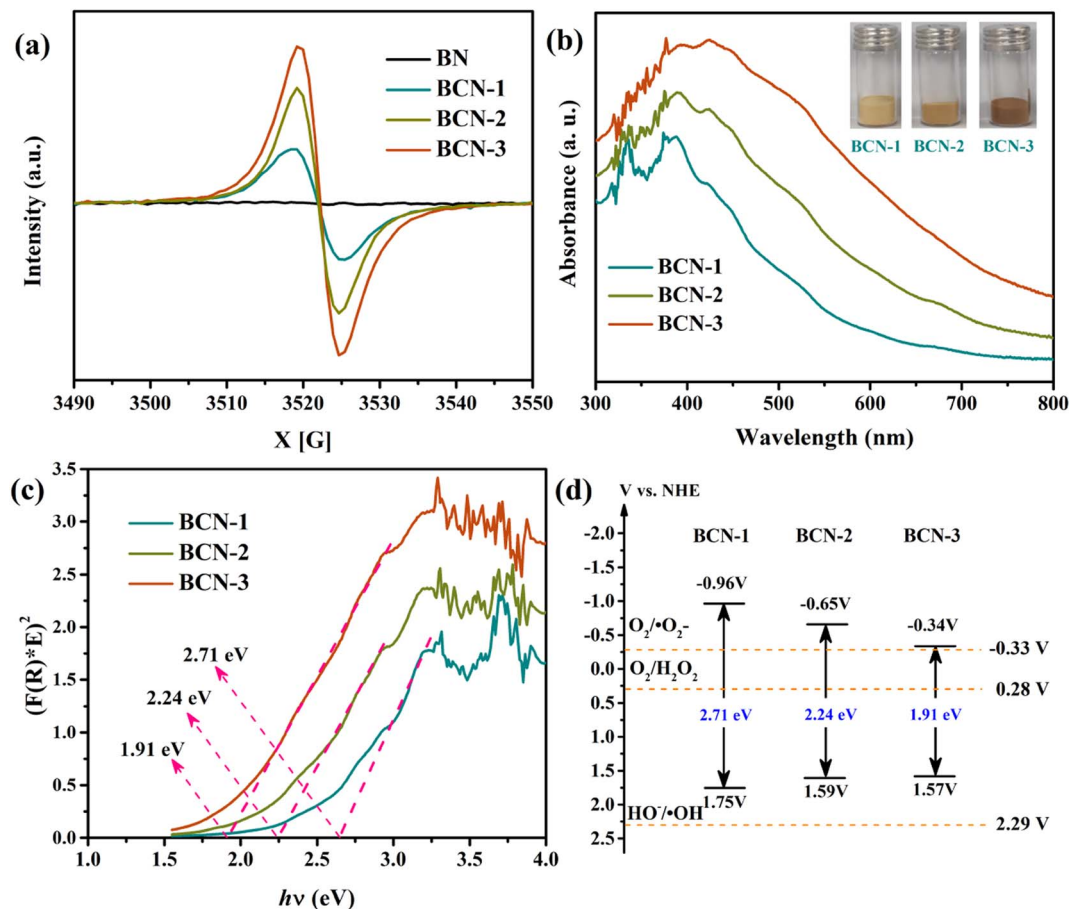 (a)
BN
BCN-1
BCN-2
BCN-3
Intensity (a.u.)
3490 3500 3510 3520 3530 3540 3550
X [G]
(b)
BCN-1 BCN-2 BCN-3
BCN-1
BCN-2
BCN-3
Absorbance (a. u.)
300 400 500 600 700 800
Wavelength (nm)
(c)
BCN-1
BCN-2
BCN-3
(F(R)*E)²
3.5
3.0
2.5
2.0
1.5
1.0
0.5
0.0
2.71 eV
2.24 eV
1.91 eV
1.0 1.5 2.0 2.5 3.0 3.5 4.0
hν (eV)
(d)
V vs. NHE
-2.0
-1.5
-1.0
-0.5
0.0
0.5
1.0
1.5
2.0
2.5
BCN-1 BCN-2 BCN-3
-0.96V
-0.65V
-0.34V
O₂/•O₂-
-0.33 V
O₂/H₂O₂
0.28 V
2.71 eV 2.24 eV 1.91 eV
1.75V 1.59V 1.57V
HO⁻/•OH
2.29 V